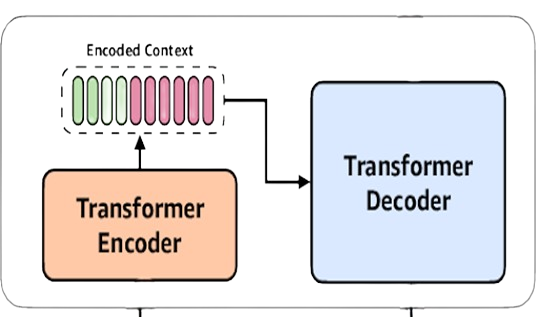 Encoded Context
Transformer
Encoder
Transformer
Decoder